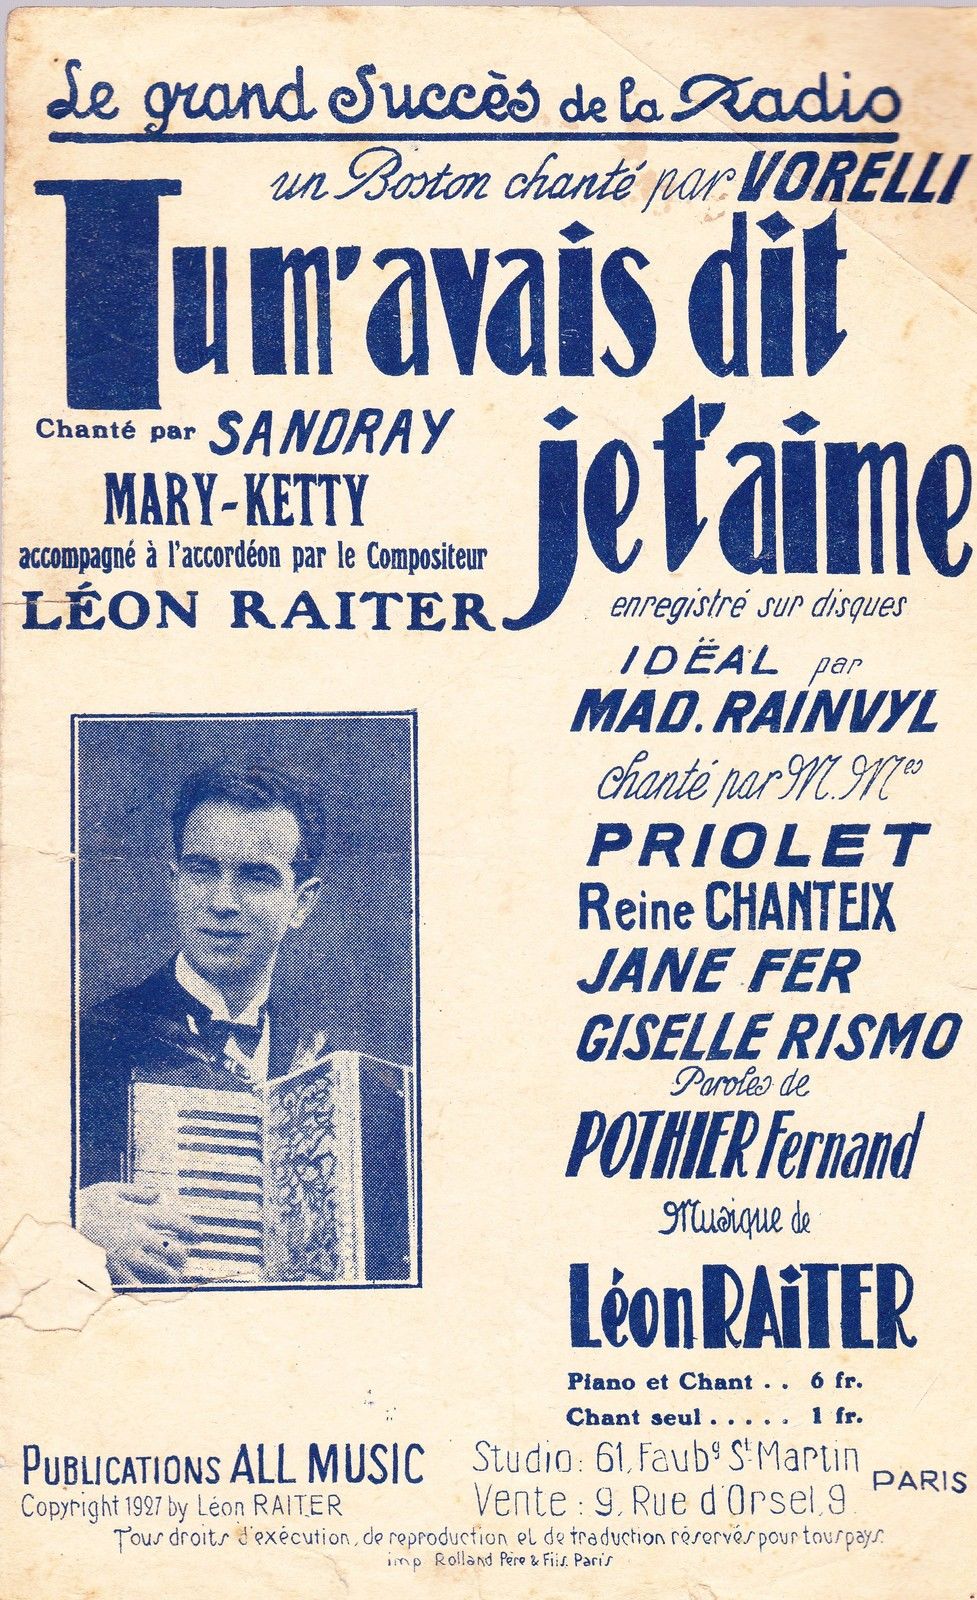 Le grand Succès de la Radio
un Boston chanté par VORELLI
Tu m'avais dit
je t'aime
Chanté par SANDRAY
MARY-KETTY
accompagné à l'accordéon par le Compositeur
LÉON RAITER
enregistré sur disques
IDËAL par
MAD. RAINVYL
chanté par M. Mes
PRIOLET
Reine CHANTEIX
JANE FER
GISELLE RISMO
Paroles de
POTHIER Fernand
Musique de
Léon RAiTER
Piano et Chant . . 6 fr.
Chant seul . . . . . 1 fr.
PUBLICATIONS ALL MUSIC
Copyright 1927 by Léon RAITER
Studio: 61, Faubg St Martin
Vente : 9, Rue d'Orsel, 9
PARIS
Tous droits d'exécution, de reproduction et de traduction réservés pour tous pays.
imp Rolland Père & Fils. Paris